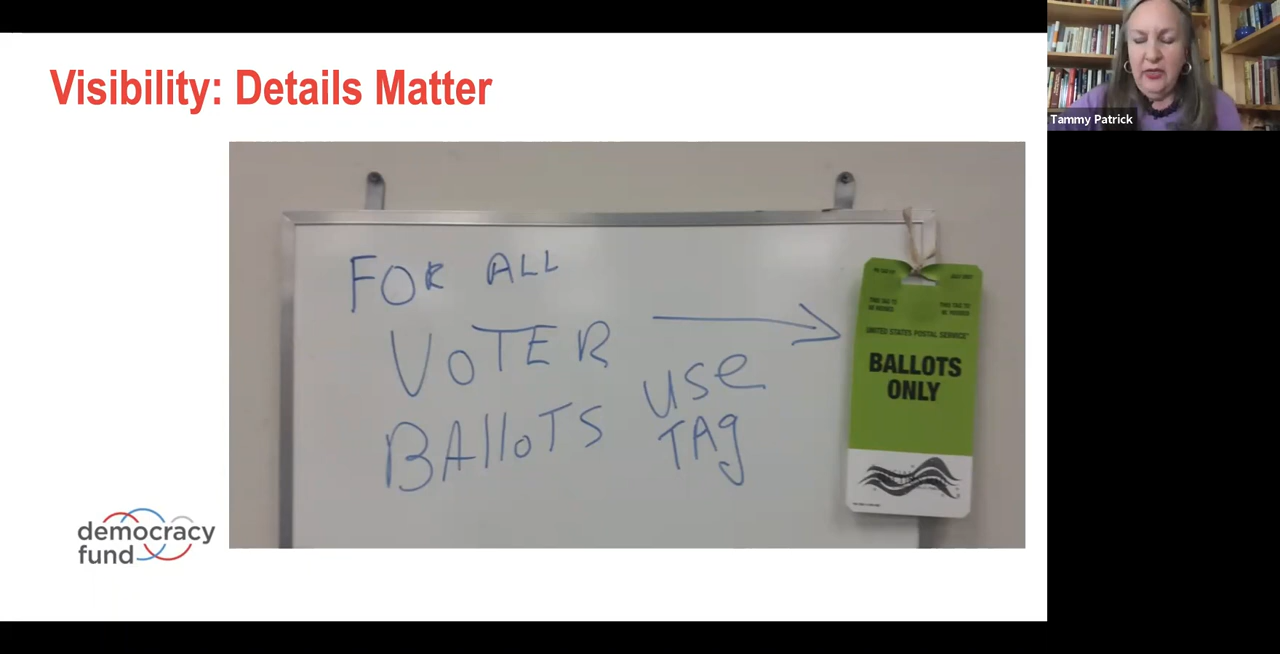 Visibility: Details Matter
Tammy Patrick
FOR ALL
VOTER
BALLOTS
USE
TAG
UNITED STATES POSTAL SERVICE
BALLOTS
ONLY
democracy
fund